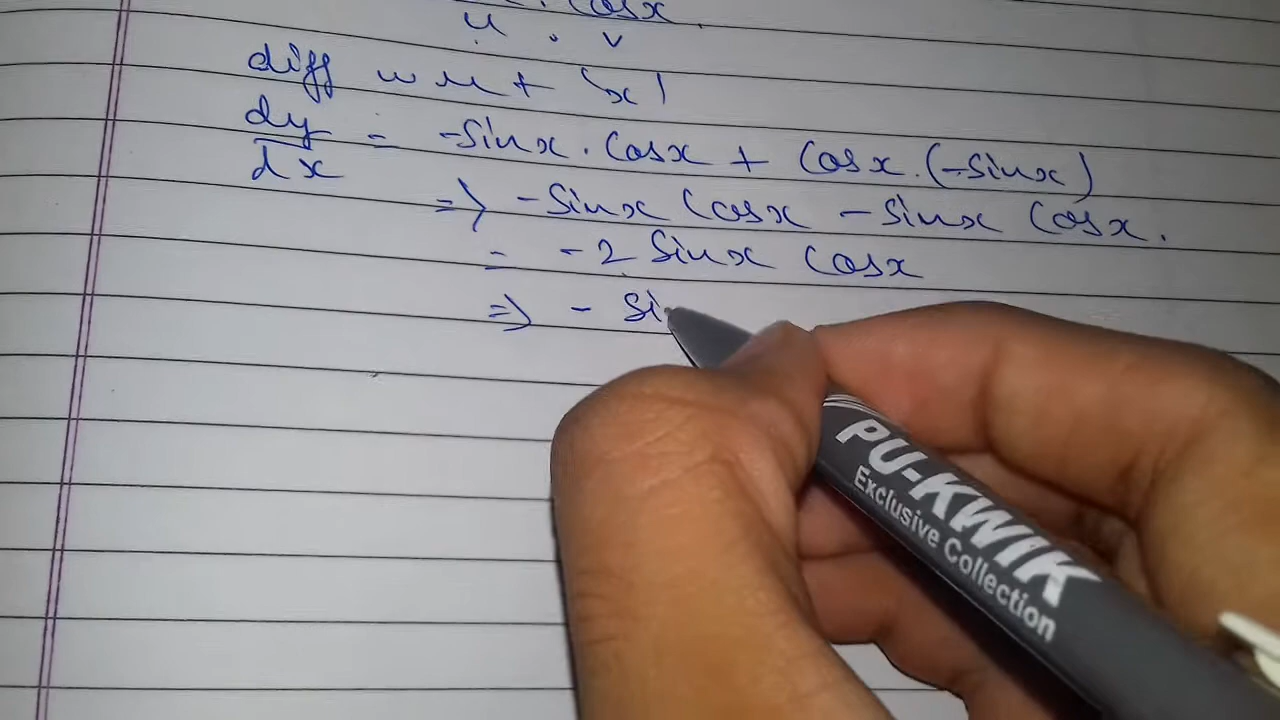 . cosx.
u . v
diff w r t 'x'
dy/dx = -Sinx . Cosx + Cosx . (-Sinx)
=> -Sinx Cosx - Sinx Cosx.
= -2 Sinx Cosx
=> - Si
PU-KWIK
Exclusive Collection